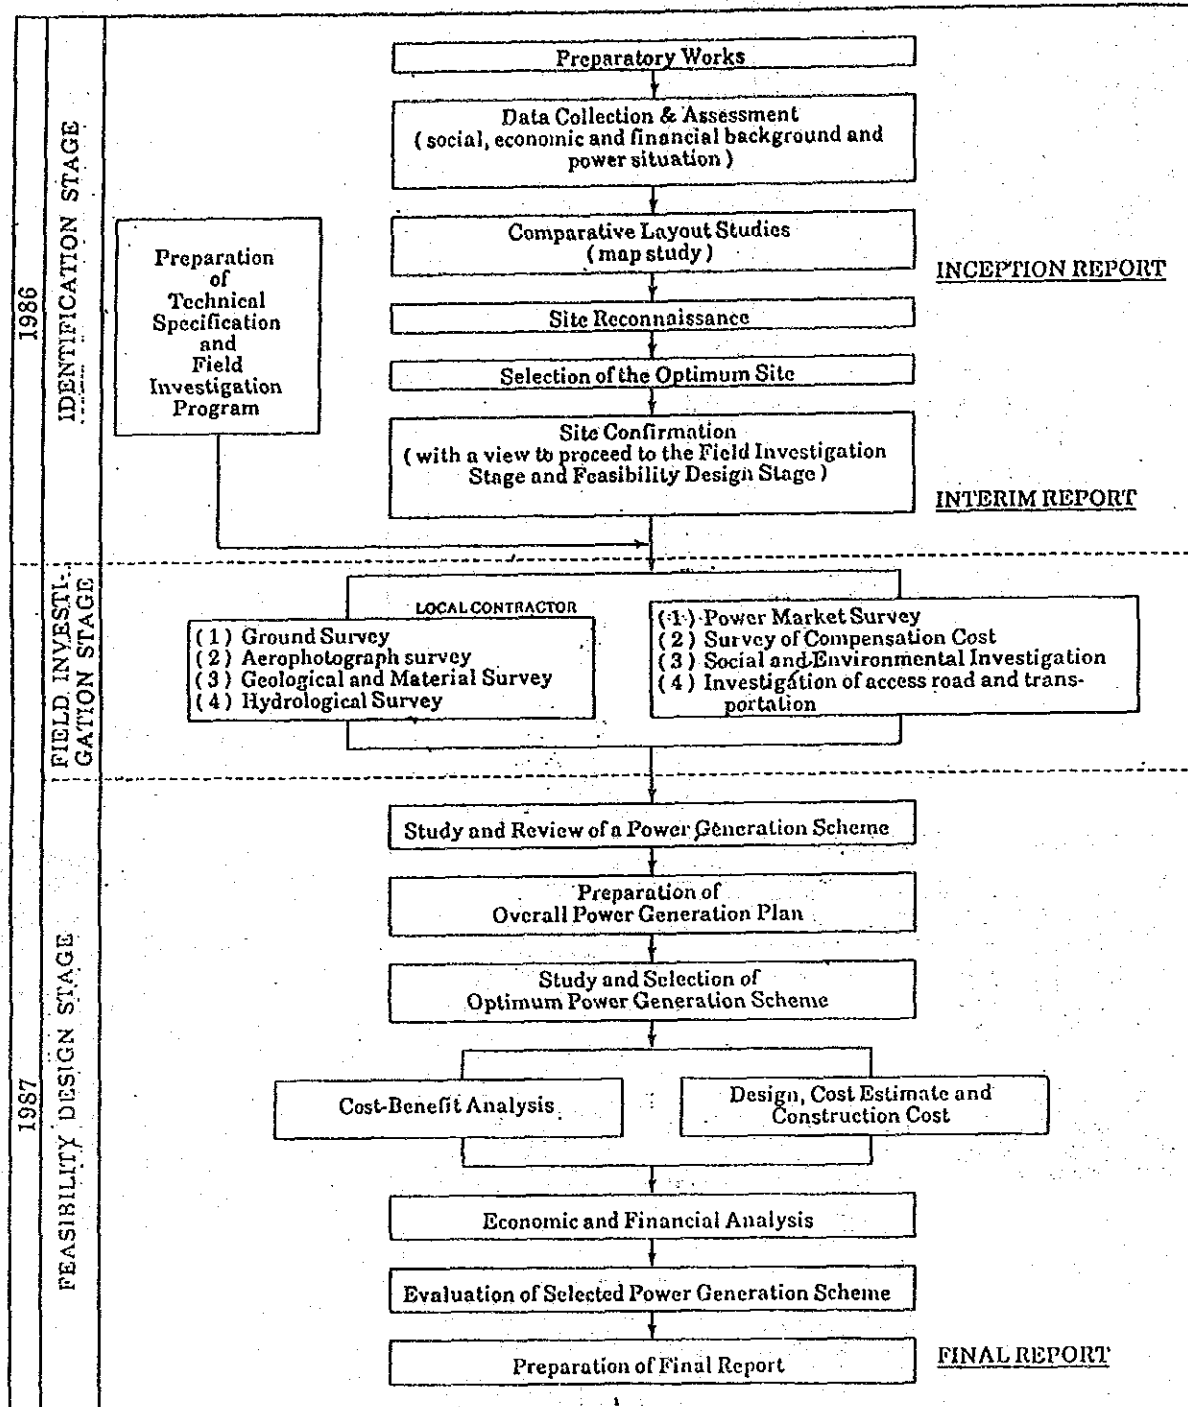 1986
IDENTIFICATION STAGE
Preparatory Works
Data Collection & Assessment
( social, economic and financial background and
power situation )
Comparative Layout Studies
( map study )
INCEPTION REPORT
Preparation
of
Technical
Specification
and
Field
Investigation
Program
Site Reconnaissance
Selection of the Optimum Site
Site Confirmation
( with a view to proceed to the Field Investigation
Stage and Feasibility Design Stage )
INTERIM REPORT
FIELD INVESTI-
GATION STAGE
LOCAL CONTRACTOR
( 1 ) Ground Survey
( 2 ) Aerophotograph survey
( 3 ) Geological and Material Survey
( 4 ) Hydrological Survey
( 1 ) Power Market Survey
( 2 ) Survey of Compensation Cost
( 3 ) Social and Environmental Investigation
( 4 ) Investigation of access road and trans-
portation
1987
FEASIBILITY DESIGN STAGE
Study and Review of a Power Generation Scheme
Preparation of
Overall Power Generation Plan
Study and Selection of
Optimum Power Generation Scheme
Cost-Benefit Analysis
Design, Cost Estimate and
Construction Cost
Economic and Financial Analysis
Evaluation of Selected Power Generation Scheme
Preparation of Final Report
FINAL REPORT